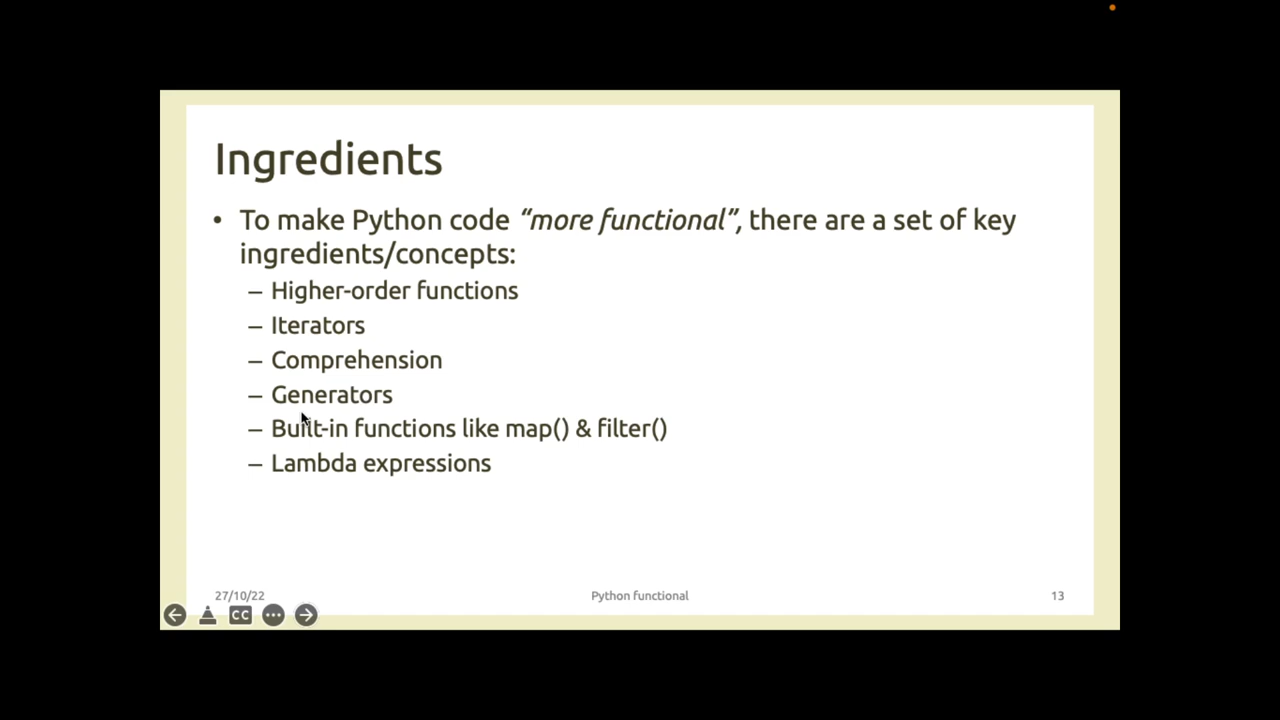 Ingredients
• To make Python code “more functional”, there are a set of key
ingredients/concepts:
– Higher-order functions
– Iterators
– Comprehension
– Generators
– Built-in functions like map() & filter()
– Lambda expressions
27/10/22 Python functional 13
CC